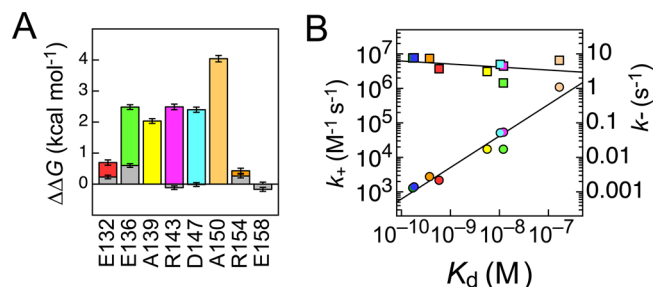 A
ΔΔG (kcal mol⁻¹)
5
4
3
2
1
0
E132
E136
A139
R143
D147
A150
R154
E158
B
k₊ (M⁻¹ s⁻¹)
10⁷
10⁶
10⁵
10⁴
10³
10
1
0.1
0.01
0.001
k- (s⁻¹)
10⁻¹⁰
10⁻⁹
10⁻⁸
10⁻⁷
K_d (M)